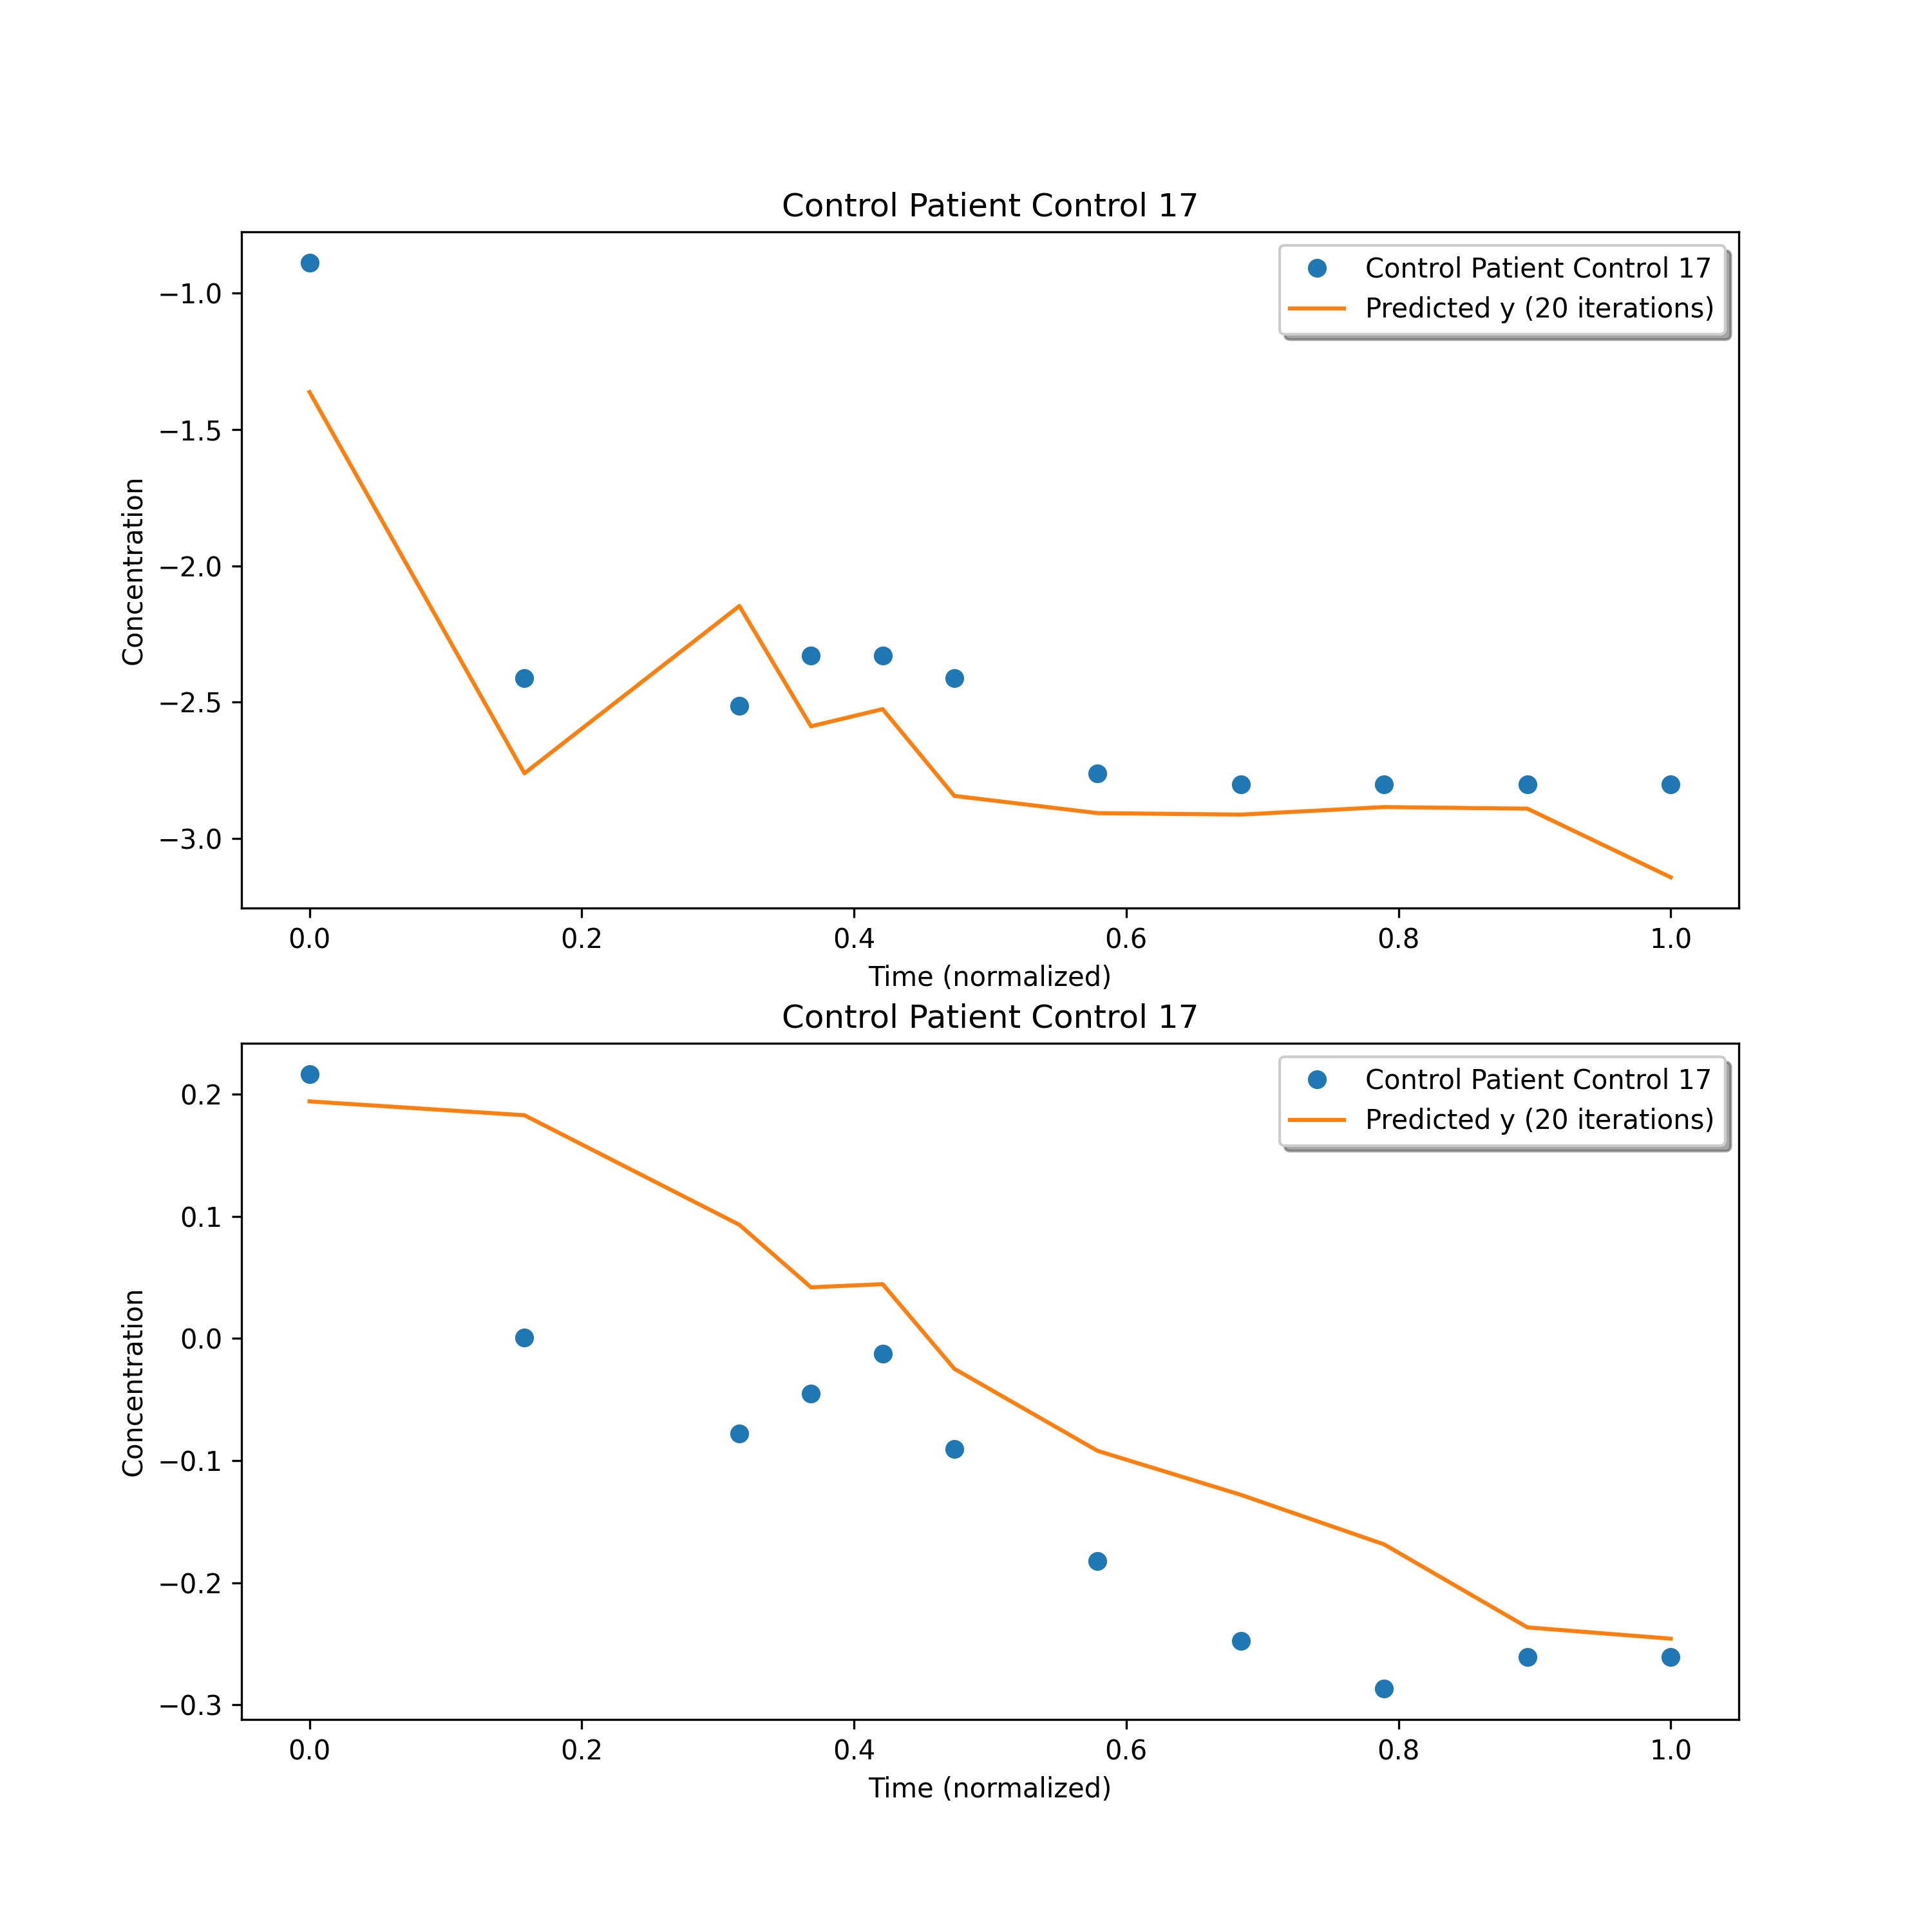 Control Patient Control 17
Control Patient Control 17
Predicted y (20 iterations)
−1.0
−1.5
−2.0
−2.5
−3.0
Concentration
0.0 0.2 0.4 0.6 0.8 1.0
Time (normalized)
Control Patient Control 17
Control Patient Control 17
Predicted y (20 iterations)
0.2
0.1
0.0
−0.1
−0.2
−0.3
Concentration
0.0 0.2 0.4 0.6 0.8 1.0
Time (normalized)